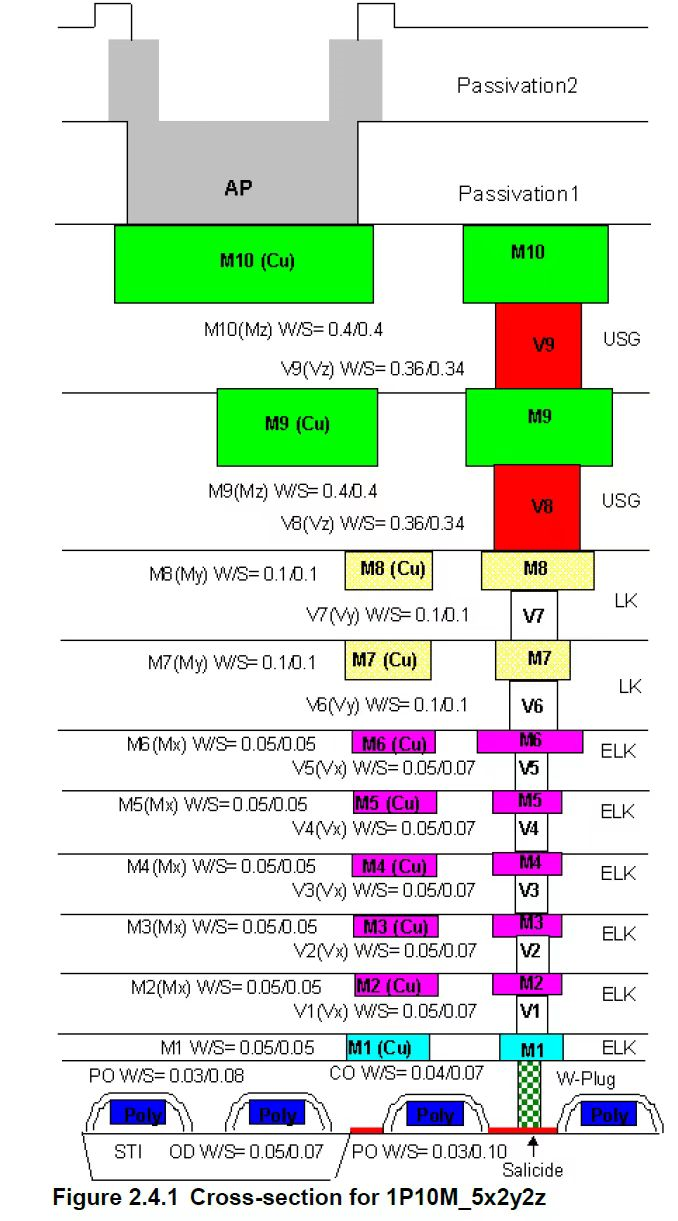 Passivation2
AP
Passivation1
M10 (Cu)
M10
M10(Mz) W/S= 0.4/0.4
V9
USG
V9(Vz) W/S= 0.36/0.34
M9 (Cu)
M9
M9(Mz) W/S= 0.4/0.4
V8
USG
V8(Vz) W/S= 0.36/0.34
M8(My) W/S= 0.1/0.1
M8 (Cu)
M8
LK
V7(Vy) W/S= 0.1/0.1
V7
M7(My) W/S= 0.1/0.1
M7 (Cu)
M7
LK
V6(Vy) W/S= 0.1/0.1
V6
M6(Mx) W/S= 0.05/0.05
M6 (Cu)
M6
ELK
V5(Vx) W/S= 0.05/0.07
V5
M5(Mx) W/S= 0.05/0.05
M5 (Cu)
M5
ELK
V4(Vx) W/S= 0.05/0.07
V4
M4(Mx) W/S= 0.05/0.05
M4 (Cu)
M4
ELK
V3(Vx) W/S= 0.05/0.07
V3
M3(Mx) W/S= 0.05/0.05
M3 (Cu)
M3
ELK
V2(Vx) W/S= 0.05/0.07
V2
M2(Mx) W/S= 0.05/0.05
M2 (Cu)
M2
ELK
V1(Vx) W/S= 0.05/0.07
V1
M1 W/S= 0.05/0.05
M1 (Cu)
M1
ELK
PO W/S= 0.03/0.08
CO W/S= 0.04/0.07
W-Plug
Poly
Poly
Poly
Poly
STI
OD W/S= 0.05/0.07
PO W/S= 0.03/0.10
Salicide
Figure 2.4.1 Cross-section for 1P10M_5x2y2z